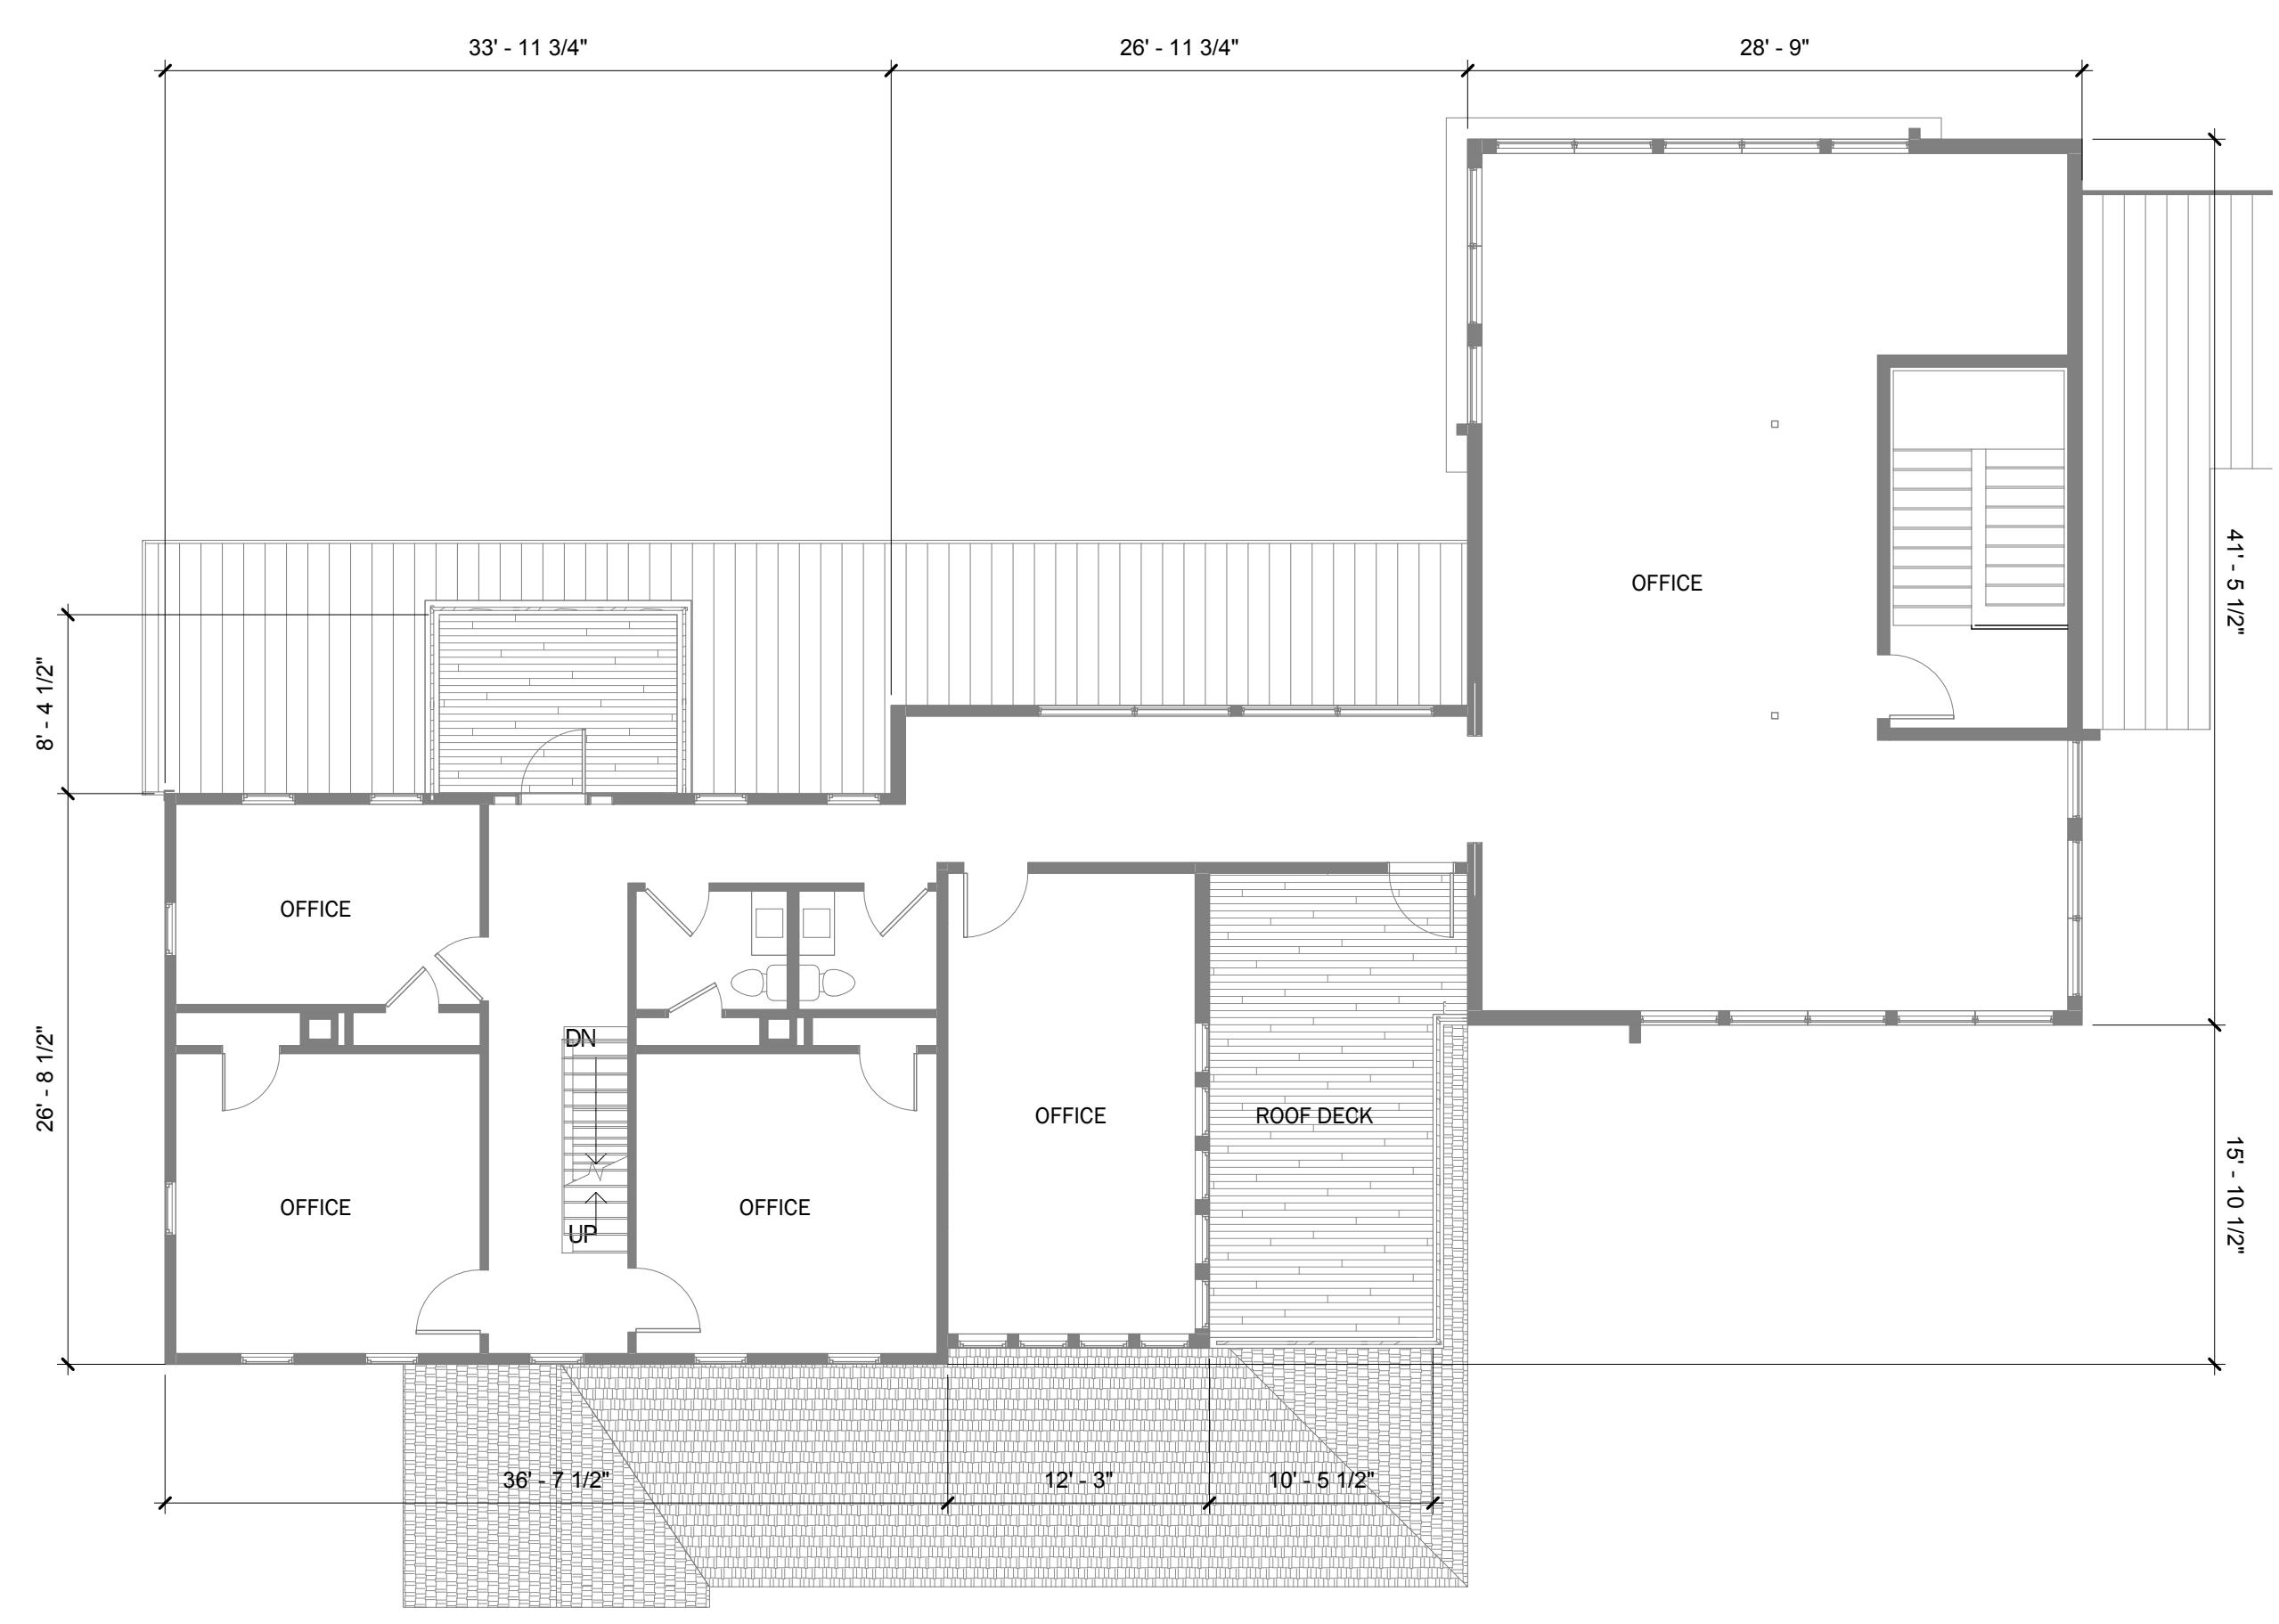 33' - 11 3/4"
26' - 11 3/4"
28' - 9"
41' - 5 1/2"
OFFICE
8' - 4 1/2"
OFFICE
DN
26' - 8 1/2"
OFFICE
ROOF DECK
15' - 10 1/2"
OFFICE
OFFICE
UP
36' - 7 1/2"
12' - 3"
10' - 5 1/2"